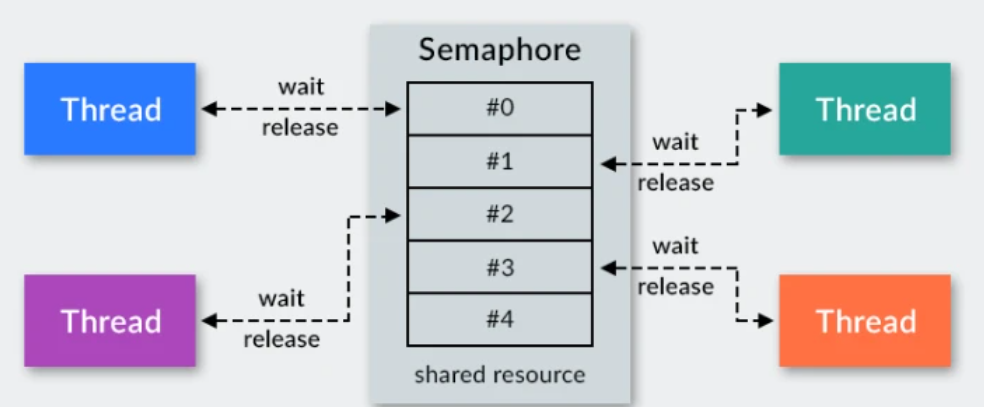 Semaphore
Thread
wait
release
#0
#1
#2
#3
#4
wait
release
Thread
Thread
wait
release
wait
release
Thread
shared resource